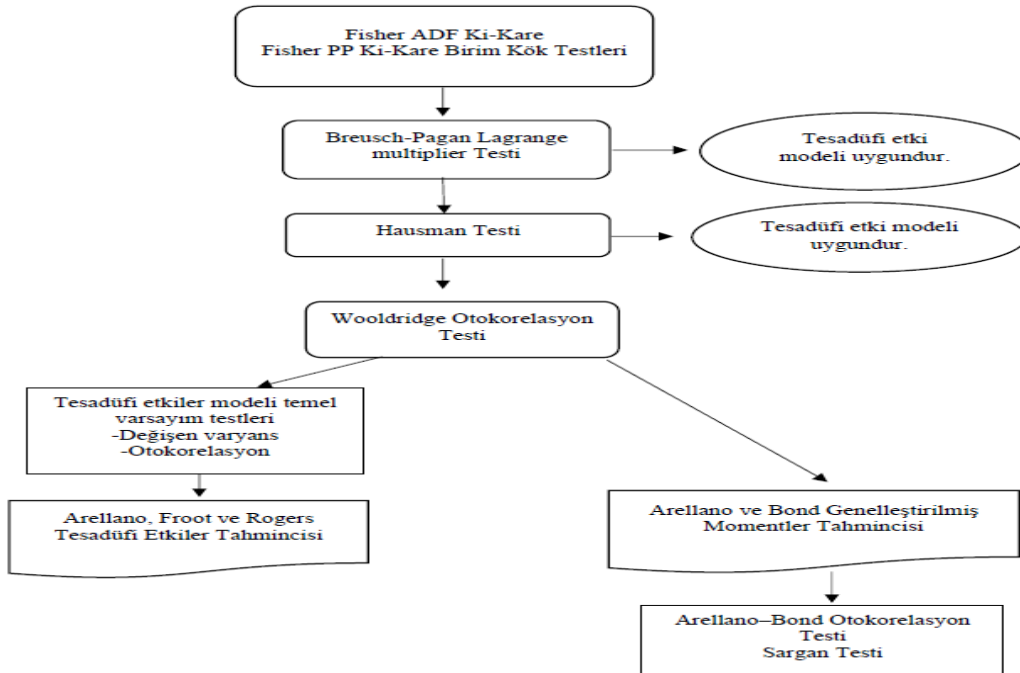 Fisher ADF Ki-Kare
Fisher PP Ki-Kare Birim Kök Testleri
Breusch-Pagan Lagrange
multiplier Testi
Tesadüfi etki
modeli uygundur.
Hausman Testi
Tesadüfi etki modeli
uygundur.
Wooldridge Otokorelasyon
Testi
Tesadüfi etkiler modeli temel
varsayım testleri
-Değişen varyans
-Otokorelasyon
Arellano, Froot ve Rogers
Tesadüfi Etkiler Tahmincisi
Arellano ve Bond Genelleştirilmiş
Momentler Tahmincisi
Arellano–Bond Otokorelasyon
Testi
Sargan Testi